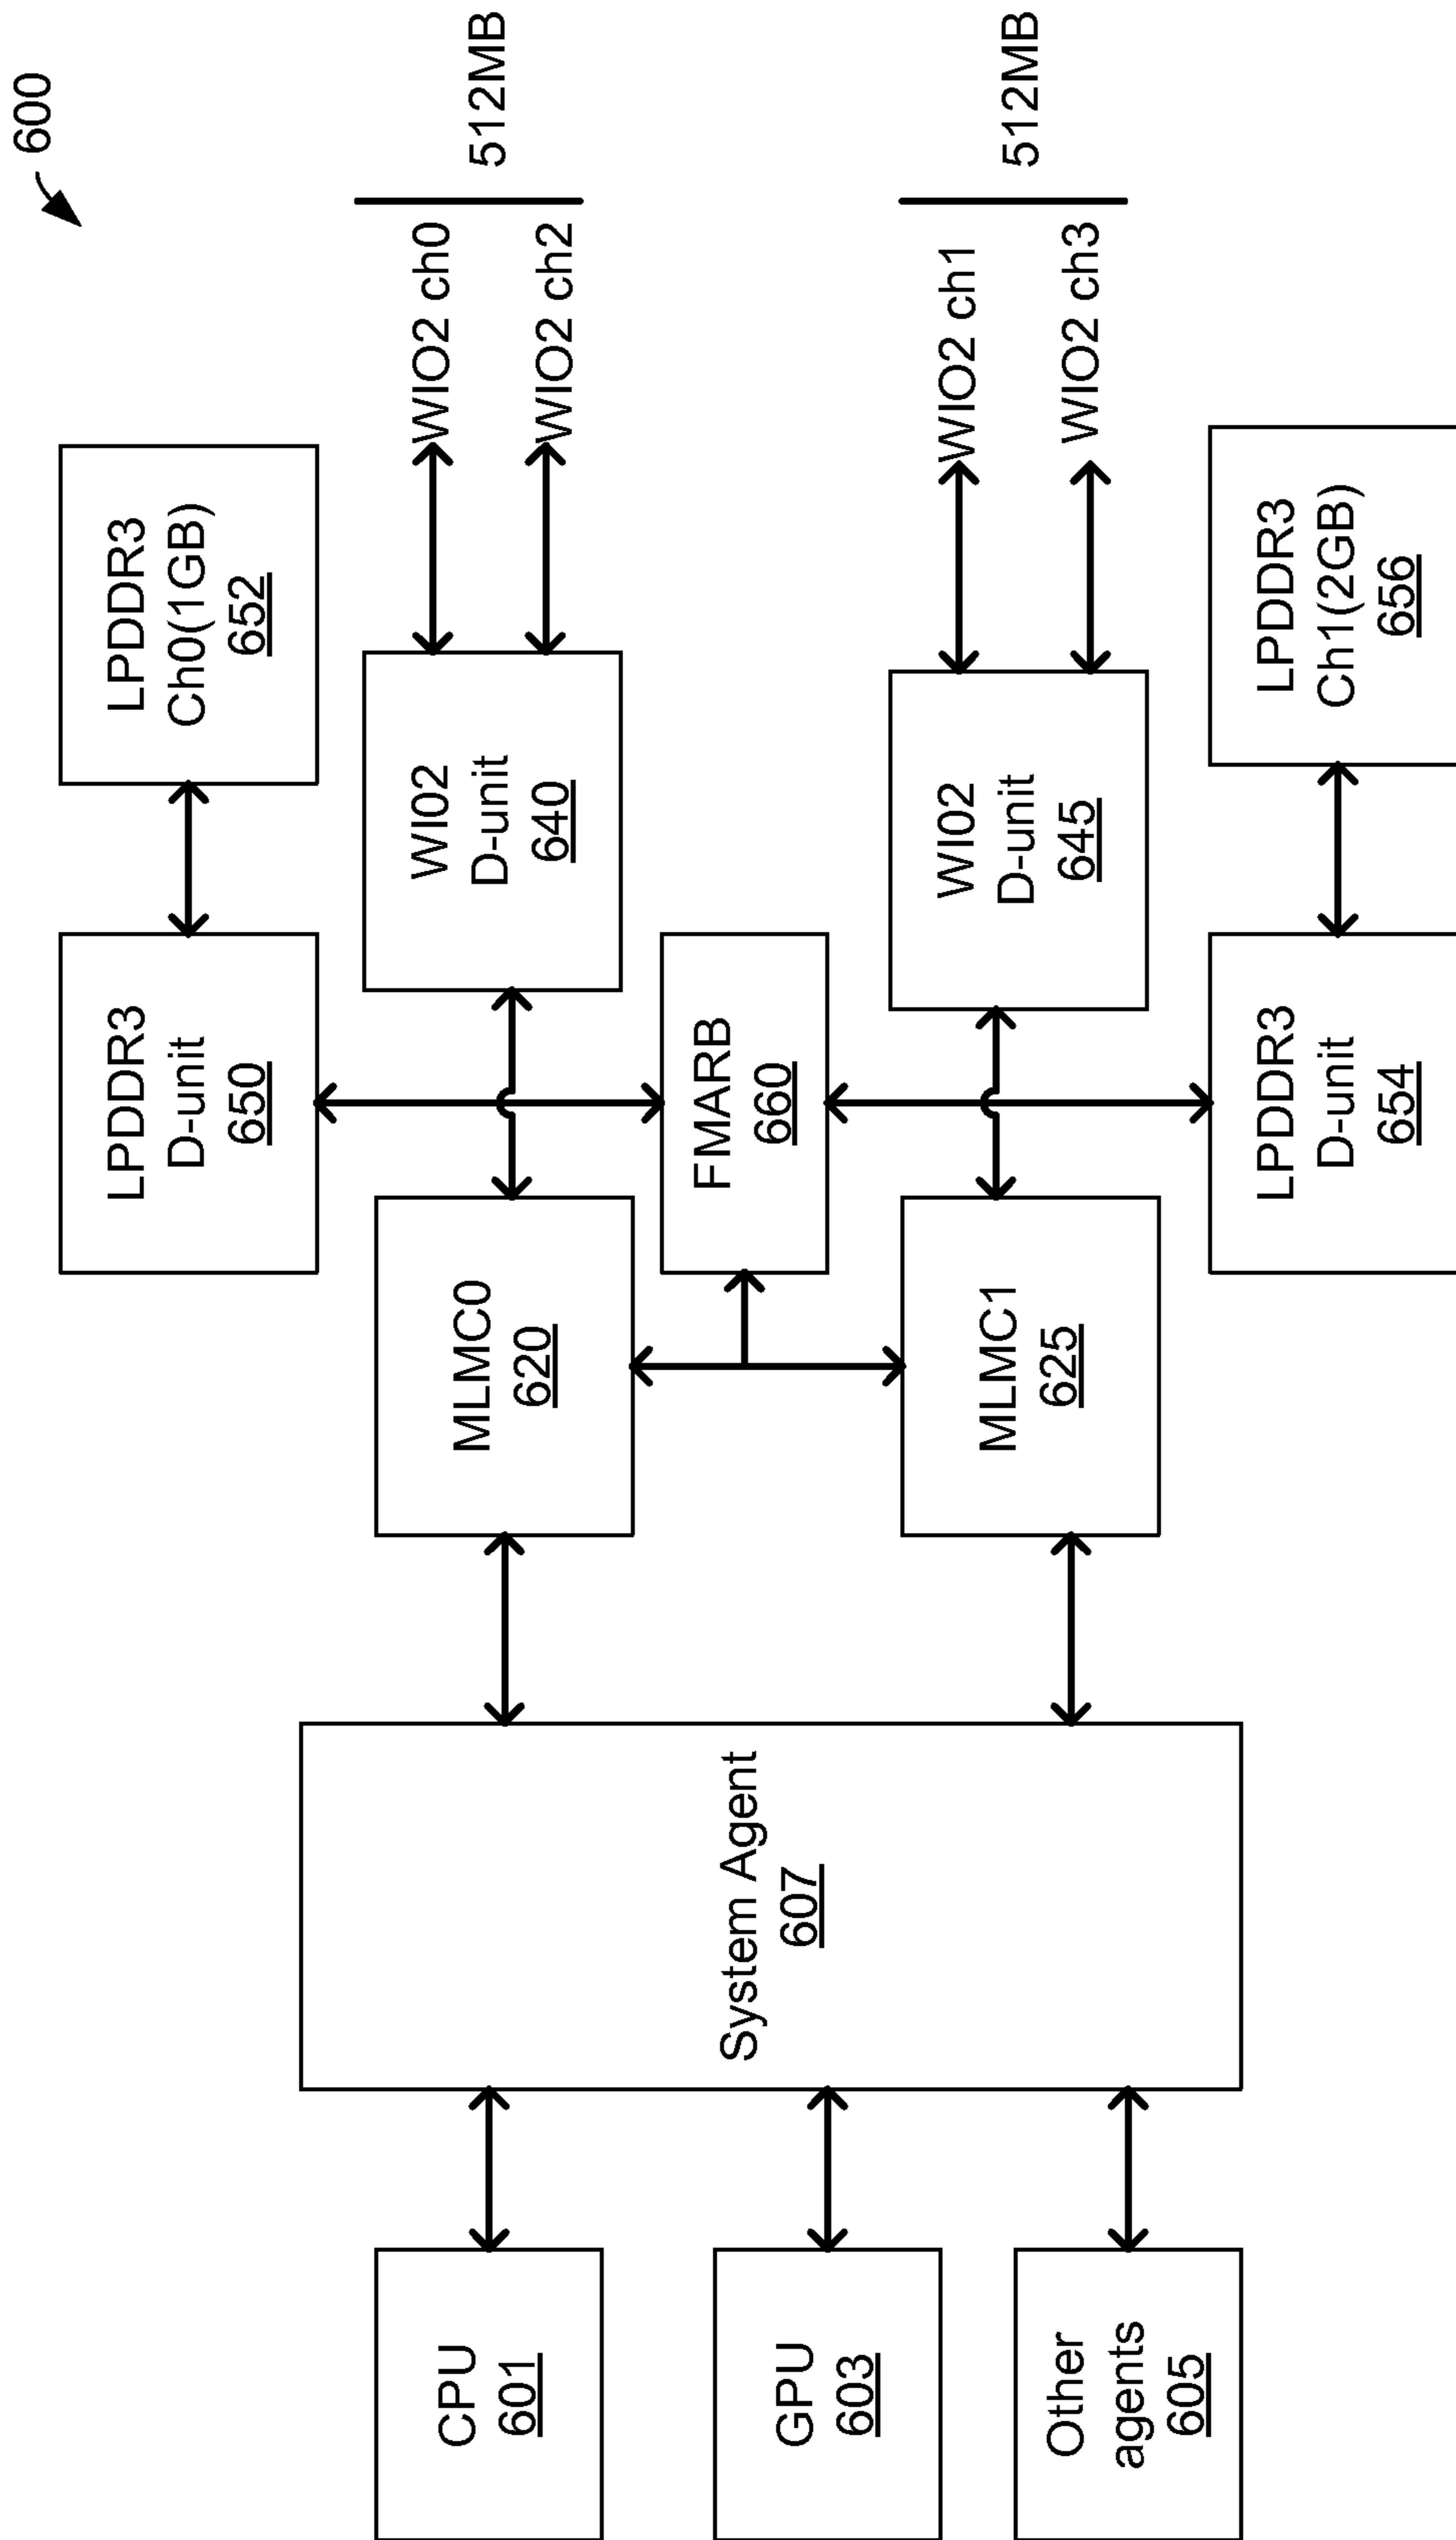 600
LPDDR3
D-unit
650
LPDDR3
Ch0(1GB)
652
CPU
601
GPU
603
Other
agents
605
System Agent
607
MLMC0
620
MLMC1
625
FMARB
660
WI02
D-unit
640
WI02
D-unit
645
WIO2 ch0
WIO2 ch2
512MB
WIO2 ch1
WIO2 ch3
512MB
LPDDR3
D-unit
654
LPDDR3
Ch1(2GB)
656